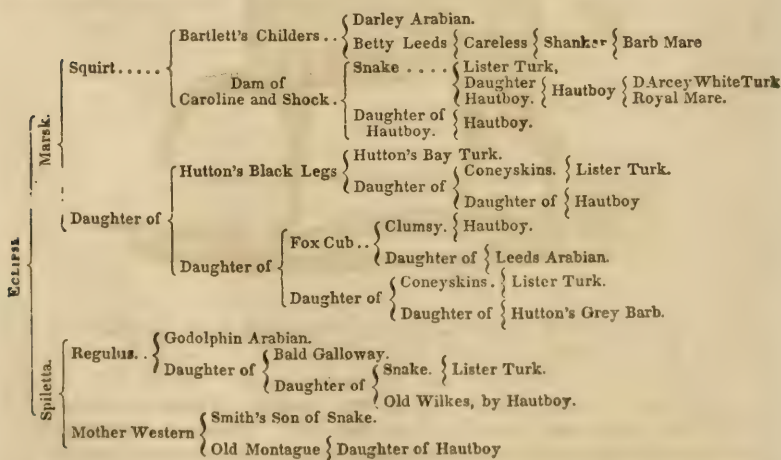 Darley Arabian.
Bartlett's Childers ..
Betty Leeds { Careless { Shanker { Barb Mare
Squirt .....
Snake .... Lister Turk,
Dam of
Caroline and Shock.
Daughter
Hautboy. { Hautboy { DArcey White Turk
Royal Mare.
Daughter of
Hautboy. { Hautboy.
Marsk.
Hutton's Black Legs
Hutton's Bay Turk.
Daughter of { Coneyskins. { Lister Turk.
Daughter of { Hautboy
Daughter of
Fox Cub .. { Clumsy. { Hautboy.
Daughter of { Leeds Arabian.
Daughter of
Daughter of { Coneyskins . { Lister Turk.
Daughter of { Hutton's Grey Barb.
ECLIPSE
Godolphin Arabian.
Regulus. .
Daughter of { Bald Galloway.
Daughter of { Snake. { Lister Turk.
Old Wilkes, by Hautboy.
Spiletta.
Mother Western { Smith's Son of Snake.
Old Montague { Daughter of Hautboy